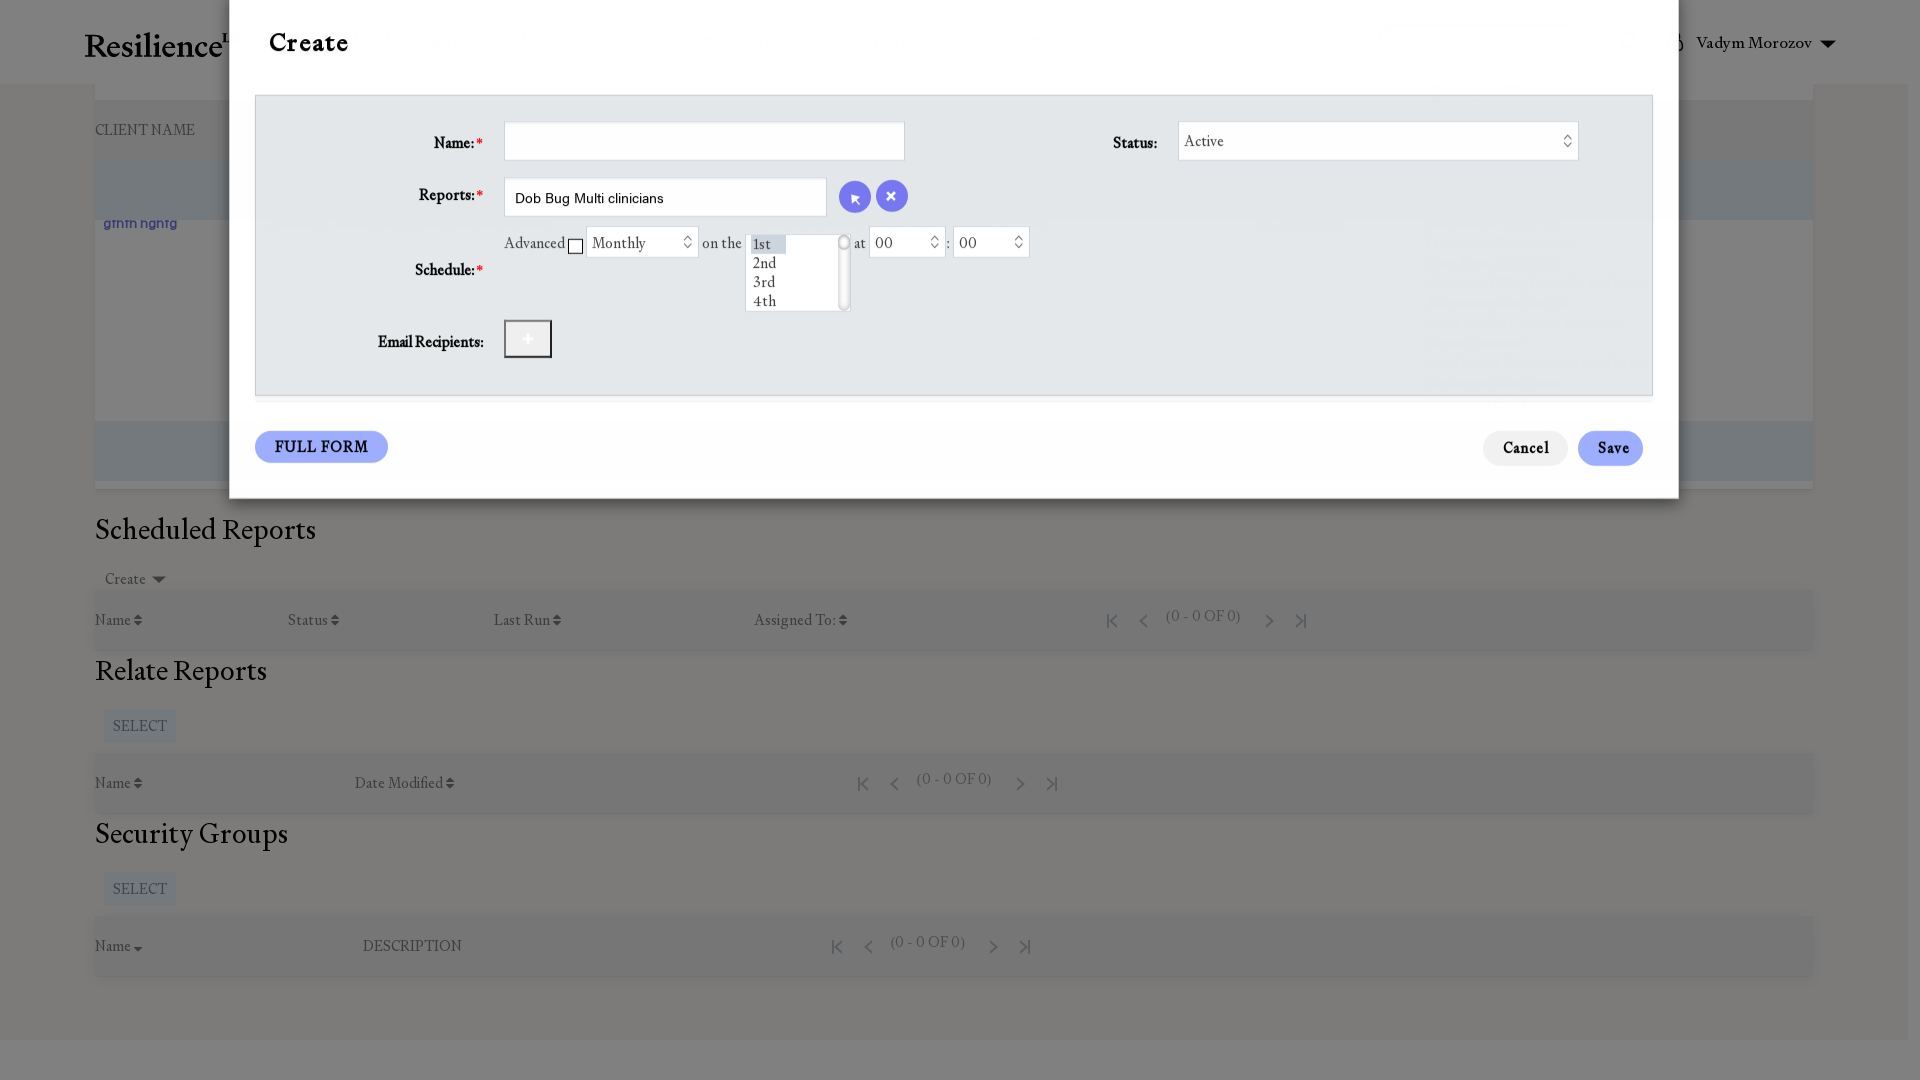 Create
Resilience
Vadym Morozov
CLIENT NAME
Name:*
Status:
Active
Reports:*
Dob Bug Multi clinicians
Advanced
Monthly
on the
1st
2nd
3rd
4th
at
00
:
00
Schedule:*
Email Recipients:
FULL FORM
Cancel
Save
Scheduled Reports
Create
Name
Status
Last Run
Assigned To:
(0 - 0 OF 0)
Relate Reports
SELECT
Name
Date Modified
(0 - 0 OF 0)
Security Groups
SELECT
Name
DESCRIPTION
(0 - 0 OF 0)